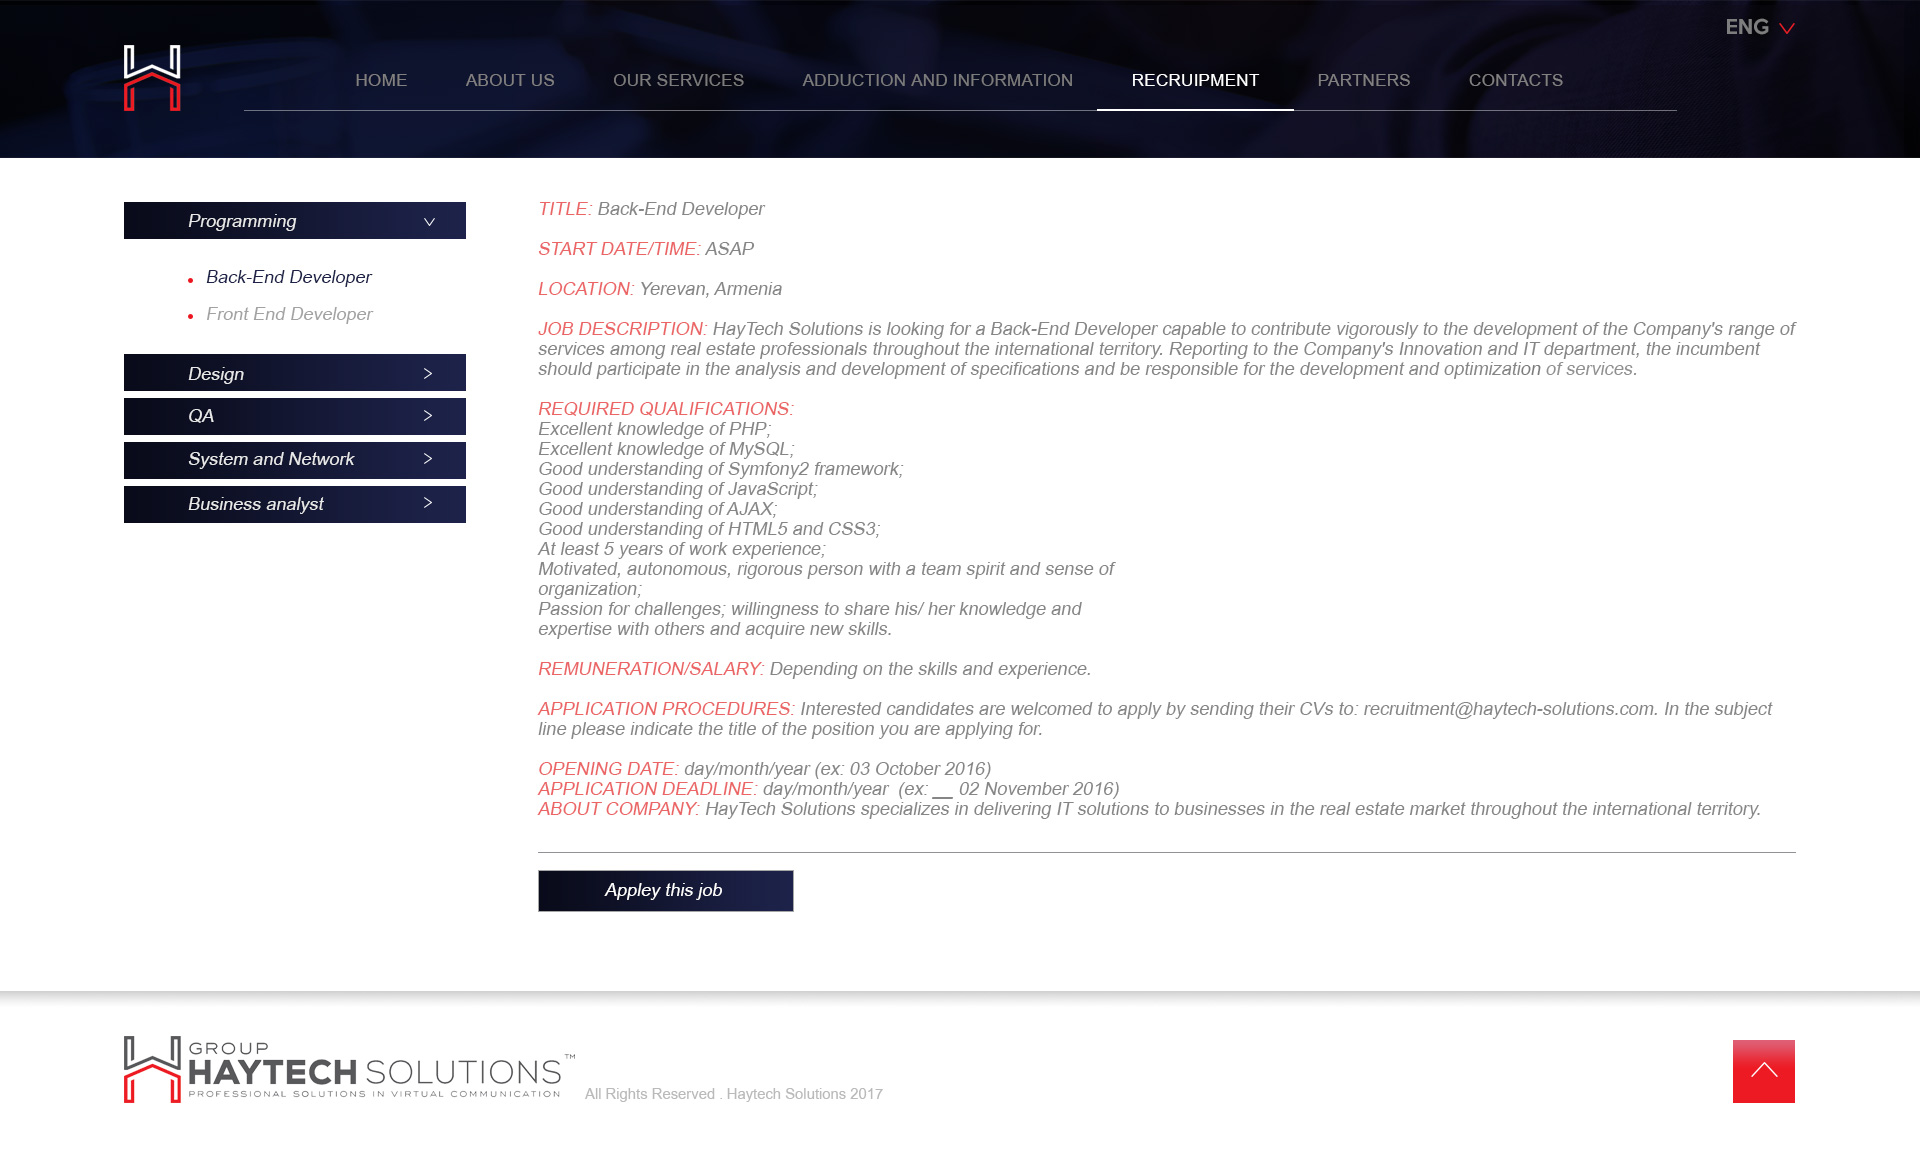 ENG
HOME ABOUT US OUR SERVICES ADDUCTION AND INFORMATION RECRUIPMENT PARTNERS CONTACTS
Programming
Back-End Developer
Front End Developer
Design
QA
System and Network
Business analyst
TITLE: Back-End Developer
START DATE/TIME: ASAP
LOCATION: Yerevan, Armenia
JOB DESCRIPTION: HayTech Solutions is looking for a Back-End Developer capable to contribute vigorously to the development of the Company's range of
services among real estate professionals throughout the international territory. Reporting to the Company's Innovation and IT department, the incumbent
should participate in the analysis and development of specifications and be responsible for the development and optimization of services.
REQUIRED QUALIFICATIONS:
Excellent knowledge of PHP;
Excellent knowledge of MySQL;
Good understanding of Symfony2 framework;
Good understanding of JavaScript;
Good understanding of AJAX;
Good understanding of HTML5 and CSS3;
At least 5 years of work experience;
Motivated, autonomous, rigorous person with a team spirit and sense of
organization;
Passion for challenges; willingness to share his/ her knowledge and
expertise with others and acquire new skills.
REMUNERATION/SALARY: Depending on the skills and experience.
APPLICATION PROCEDURES: Interested candidates are welcomed to apply by sending their CVs to: recruitment@haytech-solutions.com. In the subject
line please indicate the title of the position you are applying for.
OPENING DATE: day/month/year (ex: 03 October 2016)
APPLICATION DEADLINE: day/month/year  (ex: __ 02 November 2016)
ABOUT COMPANY: HayTech Solutions specializes in delivering IT solutions to businesses in the real estate market throughout the international territory.
Appley this job
GROUP
HAYTECH SOLUTIONS™
PROFESSIONAL SOLUTIONS IN VIRTUAL COMMUNICATION
All Rights Reserved . Haytech Solutions 2017